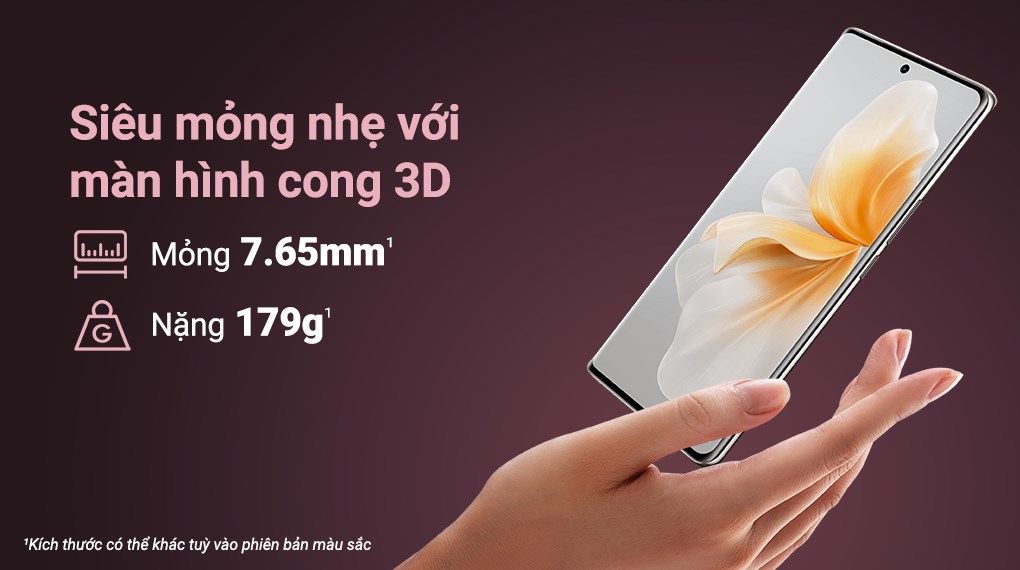 Siêu mỏng nhẹ với
màn hình cong 3D
Mỏng 7.65mm¹
G
Nặng 179g¹
¹Kích thước có thể khác tuỳ vào phiên bản màu sắc